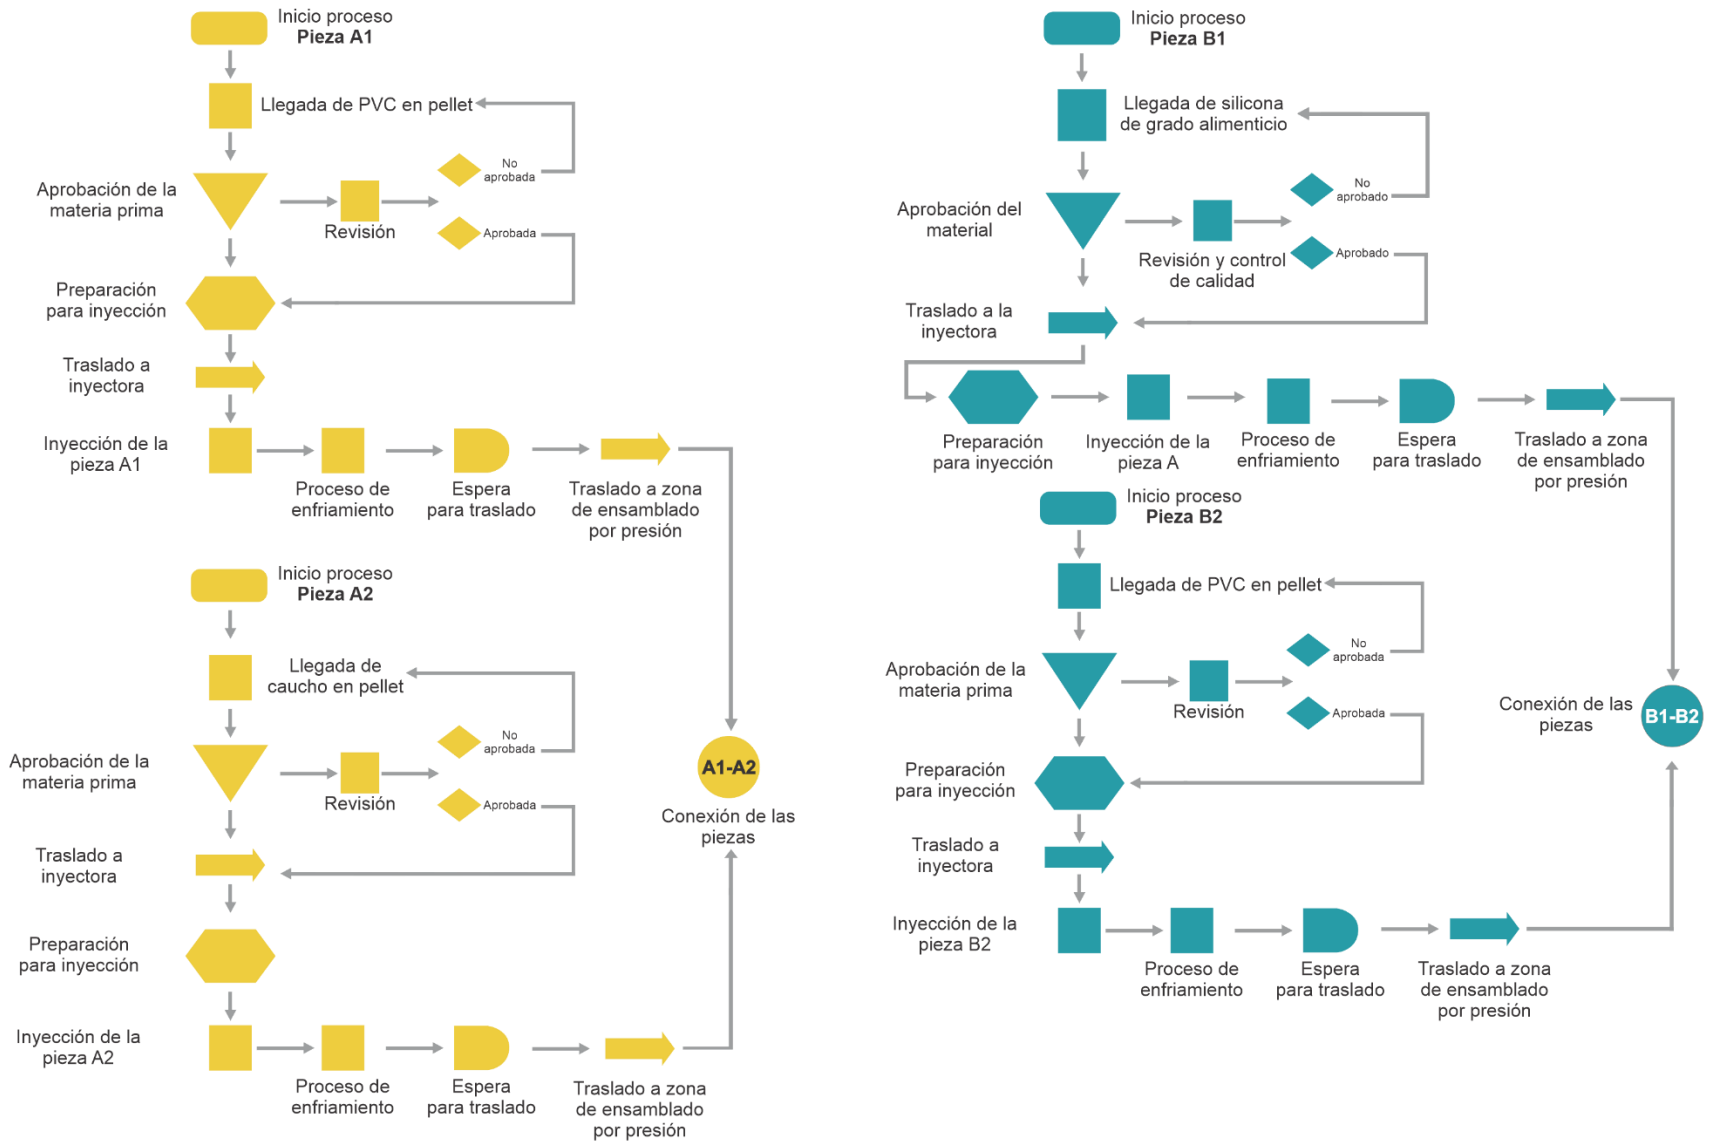 Inicio proceso
Pieza A1
Llegada de PVC en pellet
No
aprobada
Aprobación de la
materia prima
Revisión
Aprobada
Preparación
para inyección
Traslado a
inyectora
Inyección de la
pieza A1
Proceso de
enfriamiento
Espera
para traslado
Traslado a zona
de ensamblado
por presión
Inicio proceso
Pieza A2
Llegada de
caucho en pellet
No
aprobada
Aprobación de la
materia prima
Revisión
Aprobada
Traslado a
inyectora
Preparación
para inyección
Inyección de la
pieza A2
Proceso de
enfriamiento
Espera
para traslado
Traslado a zona
de ensamblado
por presión
A1-A2
Conexión de las
piezas
Inicio proceso
Pieza B1
Llegada de silicona
de grado alimenticio
No
aprobado
Aprobación del
material
Revisión y control
de calidad
Aprobado
Traslado a la
inyectora
Preparación
para inyección
Inyección de la
pieza A
Proceso de
enfriamiento
Espera
para traslado
Traslado a zona
de ensamblado
por presión
Inicio proceso
Pieza B2
Llegada de PVC en pellet
No
aprobada
Aprobación de la
materia prima
Revisión
Aprobada
Preparación
para inyección
Traslado a
inyectora
Inyección de la
pieza B2
Proceso de
enfriamiento
Espera
para traslado
Traslado a zona
de ensamblado
por presión
Conexión de las
piezas
B1-B2